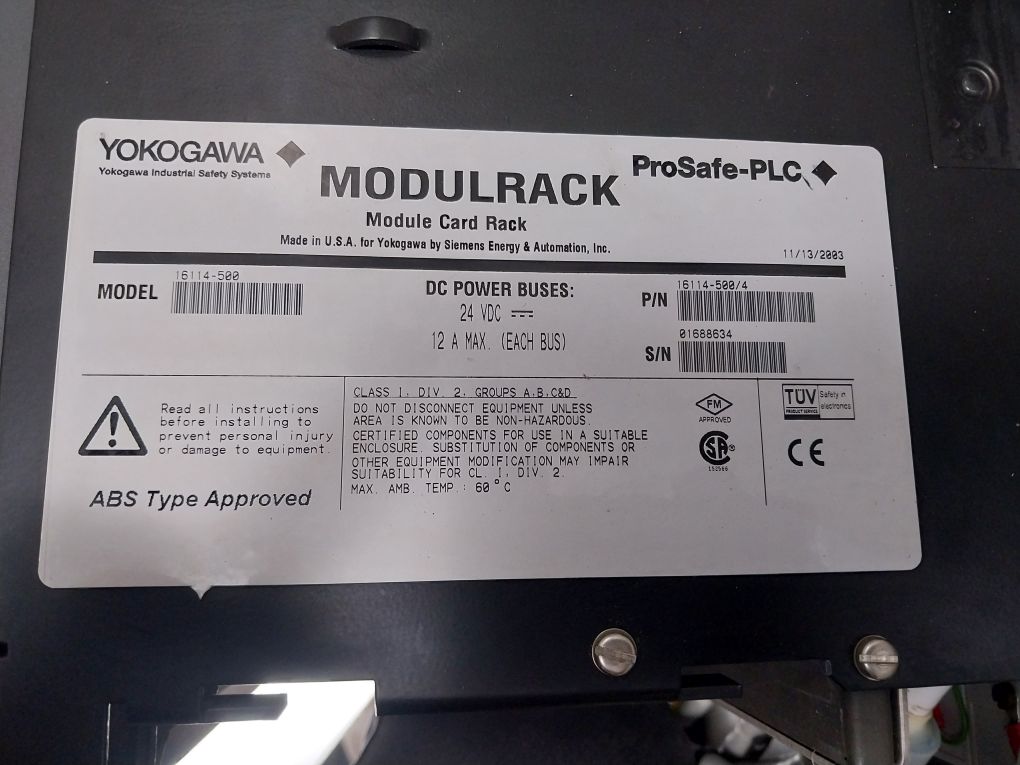 YOKOGAWA
Yokogawa Industrial Safety Systems
ProSafe-PLC
MODULRACK
Module Card Rack
Made in U.S.A. for Yokogawa by Siemens Energy & Automation, Inc.
11/13/2003
MODEL 16114-500
DC POWER BUSES:
24 VDC
12 A MAX. (EACH BUS)
P/N 16114-500/4
S/N 01688634
Read all instructions
before installing to
prevent personal injury
or damage to equipment.
ABS Type Approved
CLASS I, DIV. 2, GROUPS A,B,C&D
DO NOT DISCONNECT EQUIPMENT UNLESS
AREA IS KNOWN TO BE NON-HAZARDOUS.
CERTIFIED COMPONENTS FOR USE IN A SUITABLE
ENCLOSURE. SUBSTITUTION OF COMPONENTS OR
OTHER EQUIPMENT MODIFICATION MAY IMPAIR
SUITABILITY FOR CL. I, DIV. 2.
MAX. AMB. TEMP.: 60°C
FM
APPROVED
SA®
TÜV
PRODUCT SERVICE
Safety in
electronics
CE